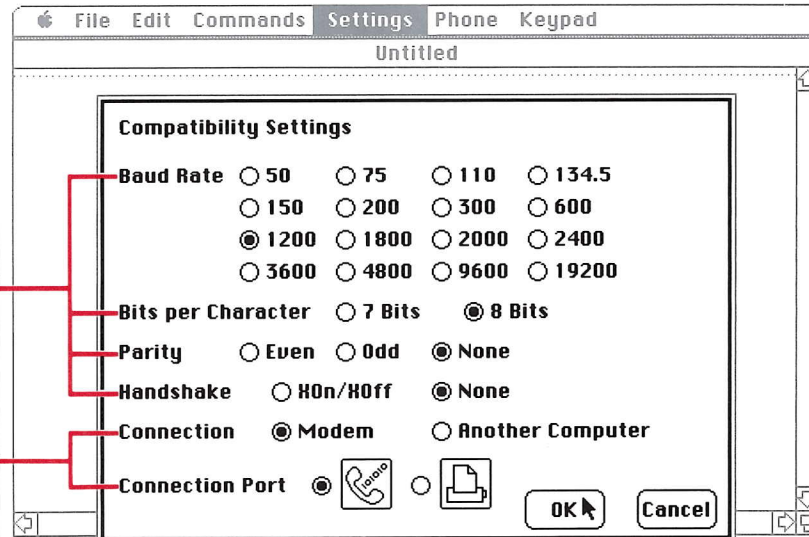 File Edit Commands Settings Phone Keypad
Untitled
Compatibility Settings
Baud Rate 50 75 110 134.5
150 200 300 600
1200 1800 2000 2400
3600 4800 9600 19200
Bits per Character 7 Bits 8 Bits
Parity Even Odd None
Handshake XOn/XOff None
Connection Modem Another Computer
Connection Port
OK Cancel